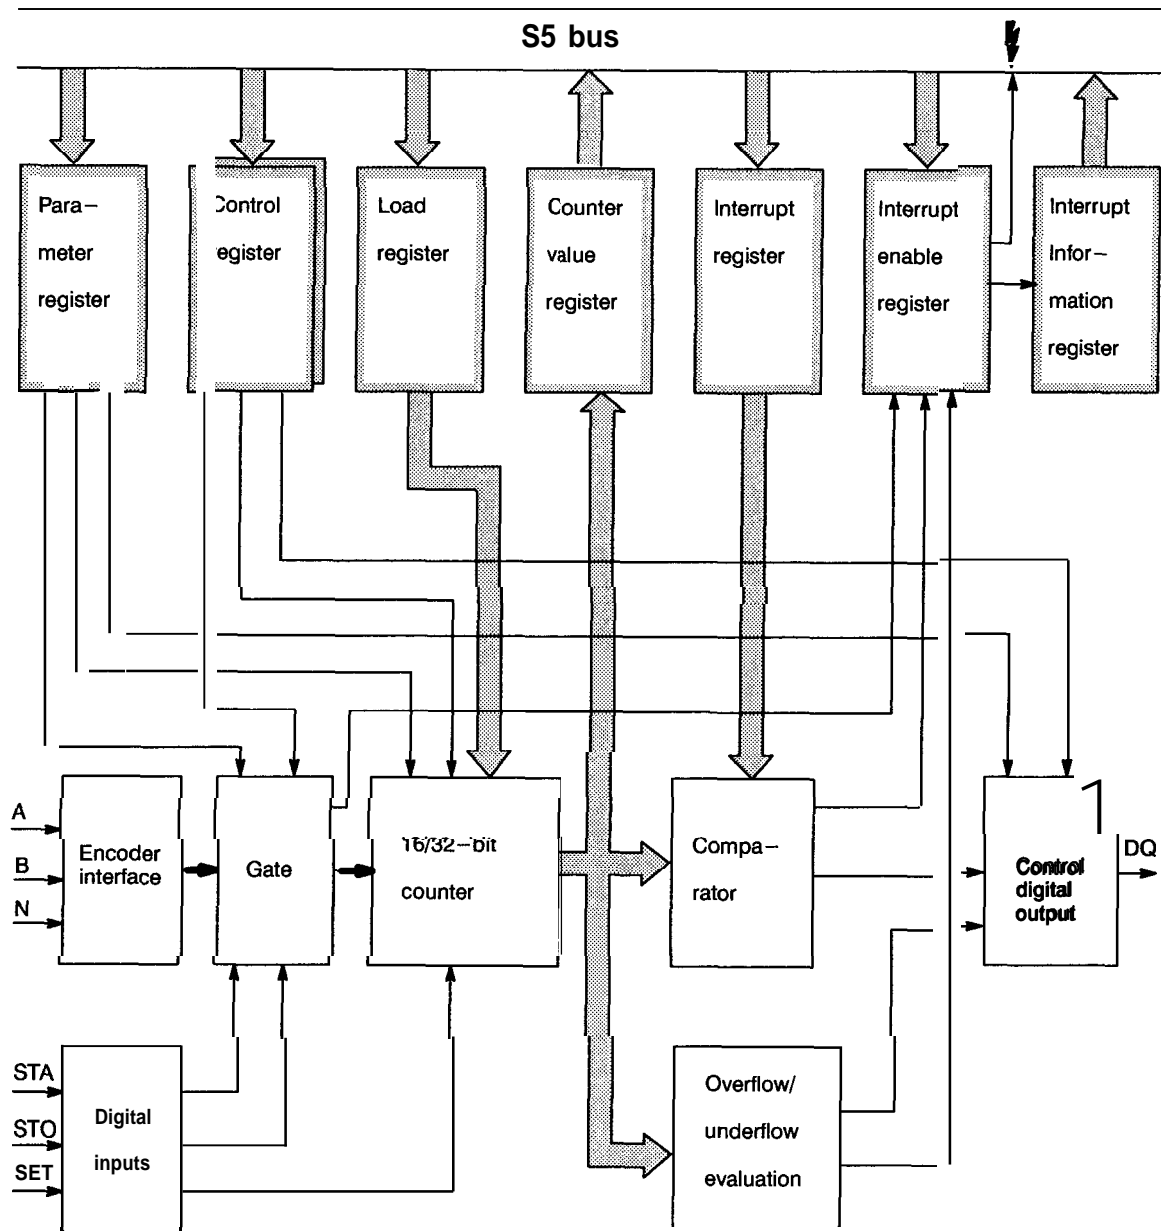 S5 bus
Para-
meter
register
Control
register
Load
register
Counter
value
register
Interrupt
register
Interrupt
enable
register
Interrupt
Infor-
mation
register
A
B
N
Encoder
interface
Gate
16/32-bit
counter
Compa-
rator
Control
digital
output
DQ
STA
STO
SET
Digital
inputs
Overflow/
underflow
evaluation